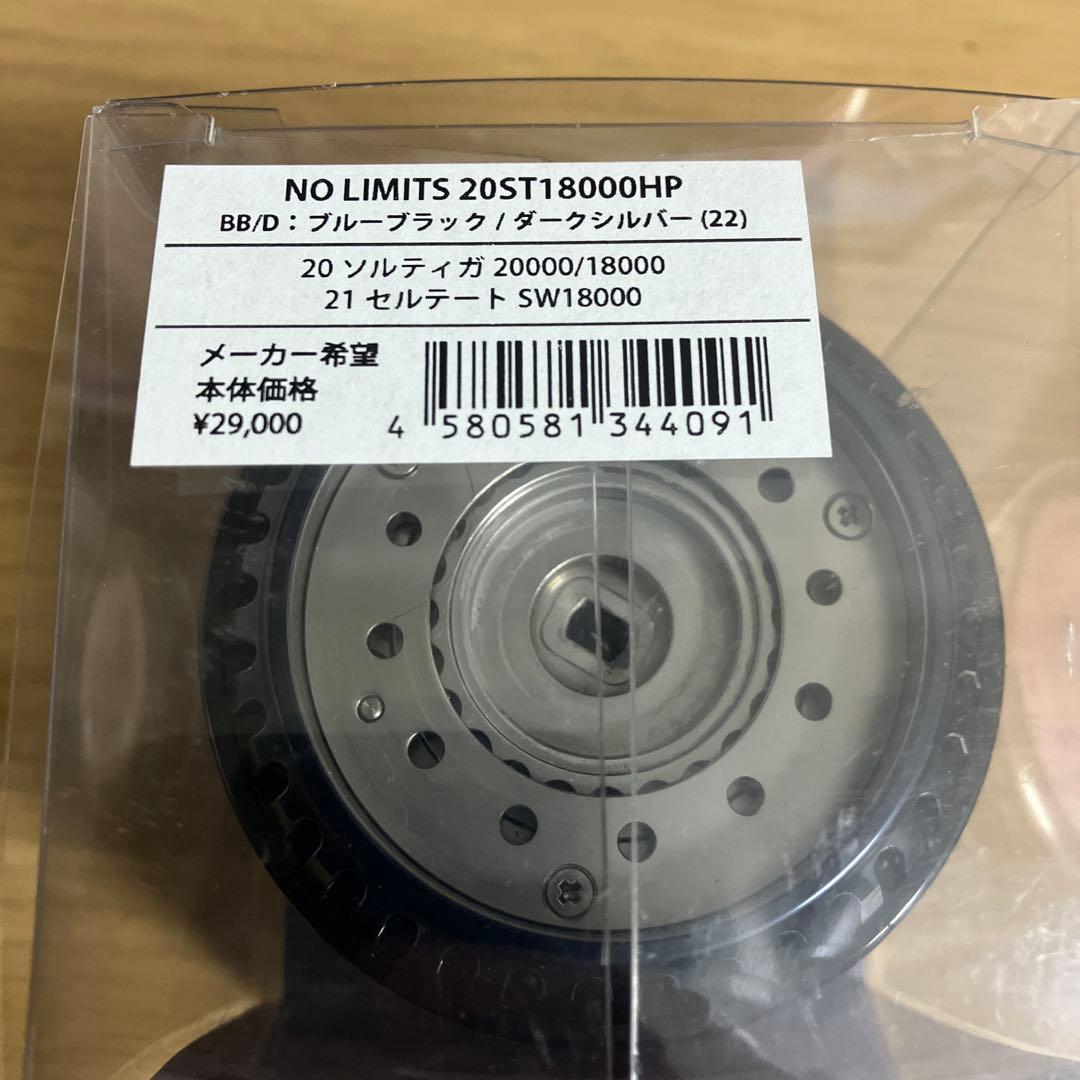 NO LIMITS 20ST18000HP
BB/D：ブルーブラック / ダークシルバー (22)
20 ソルティガ 20000/18000
21 セルテート SW18000
メーカー希望
本体価格
¥29,000
4 580581 344091